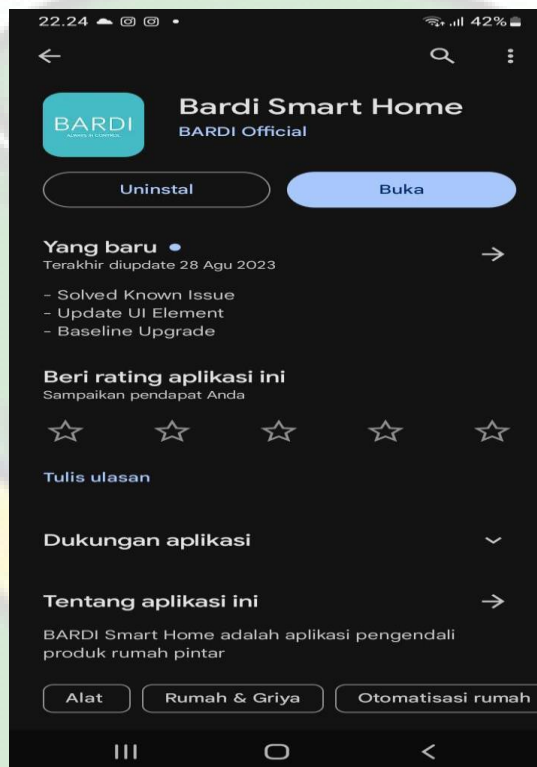 22.24
42%
Bardi Smart Home
BARDI
BARDI Official
Uninstal
Buka
Yang baru
Terakhir diupdate 28 Agu 2023
- Solved Known Issue
- Update UI Element
- Baseline Upgrade
Beri rating aplikasi ini
Sampaikan pendapat Anda
Tulis ulasan
Dukungan aplikasi
Tentang aplikasi ini
BARDI Smart Home adalah aplikasi pengendali
produk rumah pintar
Alat
Rumah & Griya
Otomatisasi rumah